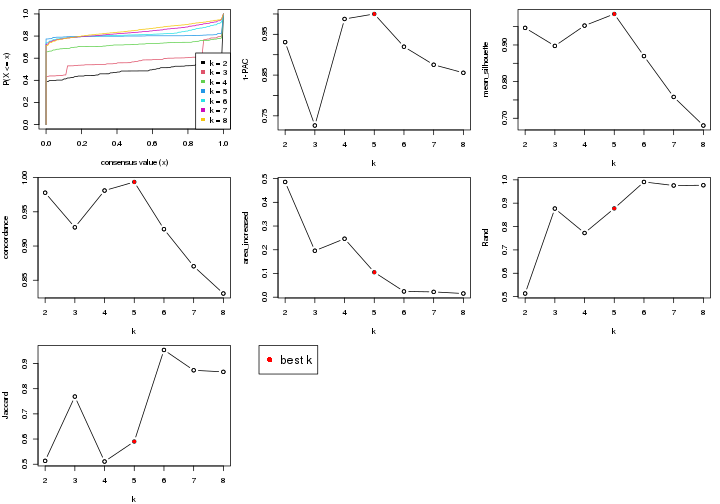 P(X <= x)
0.0 0.2 0.4 0.6 0.8 1.0
k = 2
k = 3
k = 4
k = 5
k = 6
k = 7
k = 8
0.0 0.2 0.4 0.6 0.8 1.0
consensus value (x)
1-PAC
0.75 0.85 0.95
2 3 4 5 6 7 8
k
mean_silhouette
0.70 0.80 0.90
2 3 4 5 6 7 8
k
concordance
0.85 0.90 0.95 1.00
2 3 4 5 6 7 8
k
area_increased
0.0 0.1 0.2 0.3 0.4 0.5
2 3 4 5 6 7 8
k
Rand
0.5 0.6 0.7 0.8 0.9 1.0
2 3 4 5 6 7 8
k
Jaccard
0.5 0.6 0.7 0.8 0.9
2 3 4 5 6 7 8
k
best k